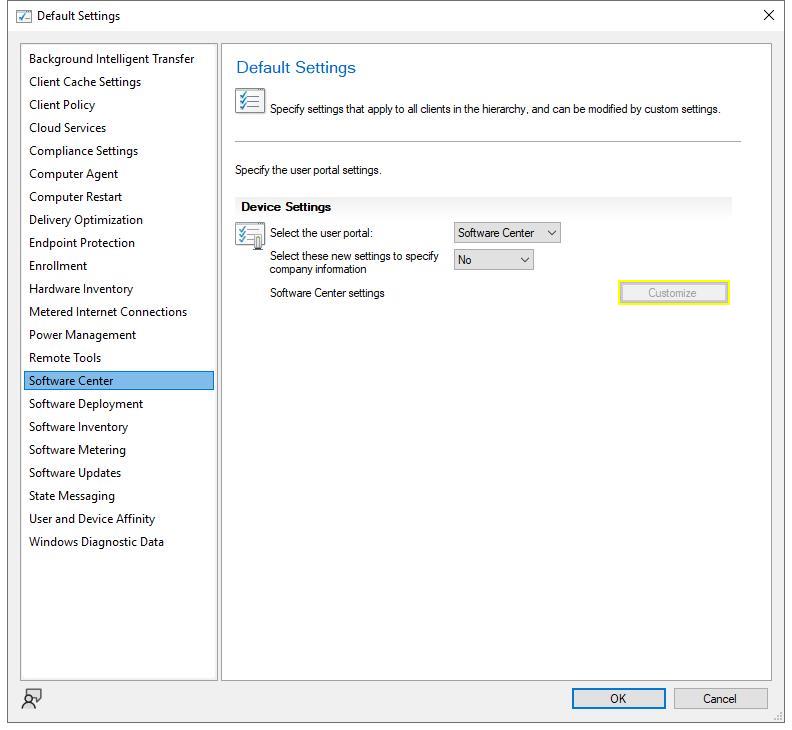 Default Settings
Background Intelligent Transfer
Client Cache Settings
Client Policy
Cloud Services
Compliance Settings
Computer Agent
Computer Restart
Delivery Optimization
Endpoint Protection
Enrollment
Hardware Inventory
Metered Internet Connections
Power Management
Remote Tools
Software Center
Software Deployment
Software Inventory
Software Metering
Software Updates
State Messaging
User and Device Affinity
Windows Diagnostic Data
Default Settings
Specify settings that apply to all clients in the hierarchy, and can be modified by custom settings.
Specify the user portal settings.
Device Settings
Select the user portal: Software Center
Select these new settings to specify
company information No
Software Center settings Customize
OK Cancel